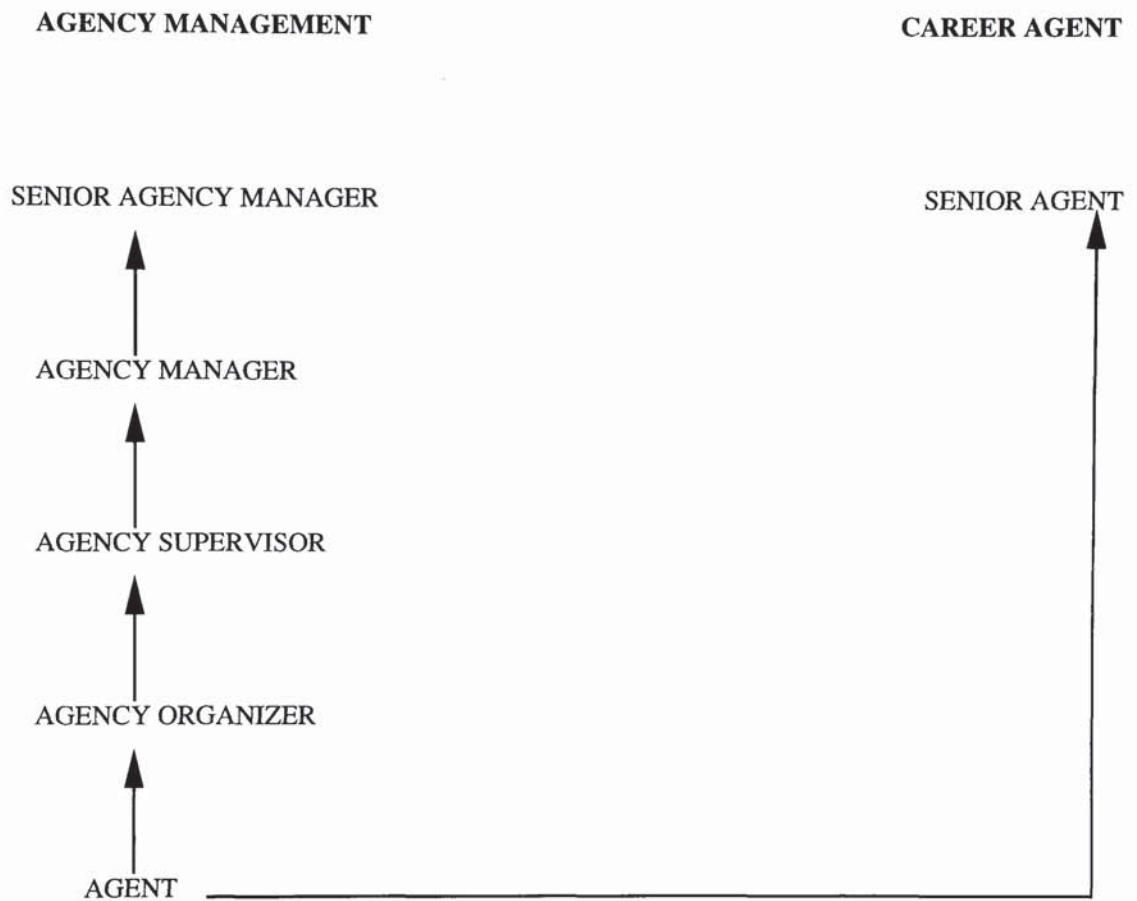 AGENCY MANAGEMENT
CAREER AGENT
SENIOR AGENCY MANAGER
SENIOR AGENT
AGENCY MANAGER
AGENCY SUPERVISOR
AGENCY ORGANIZER
AGENT